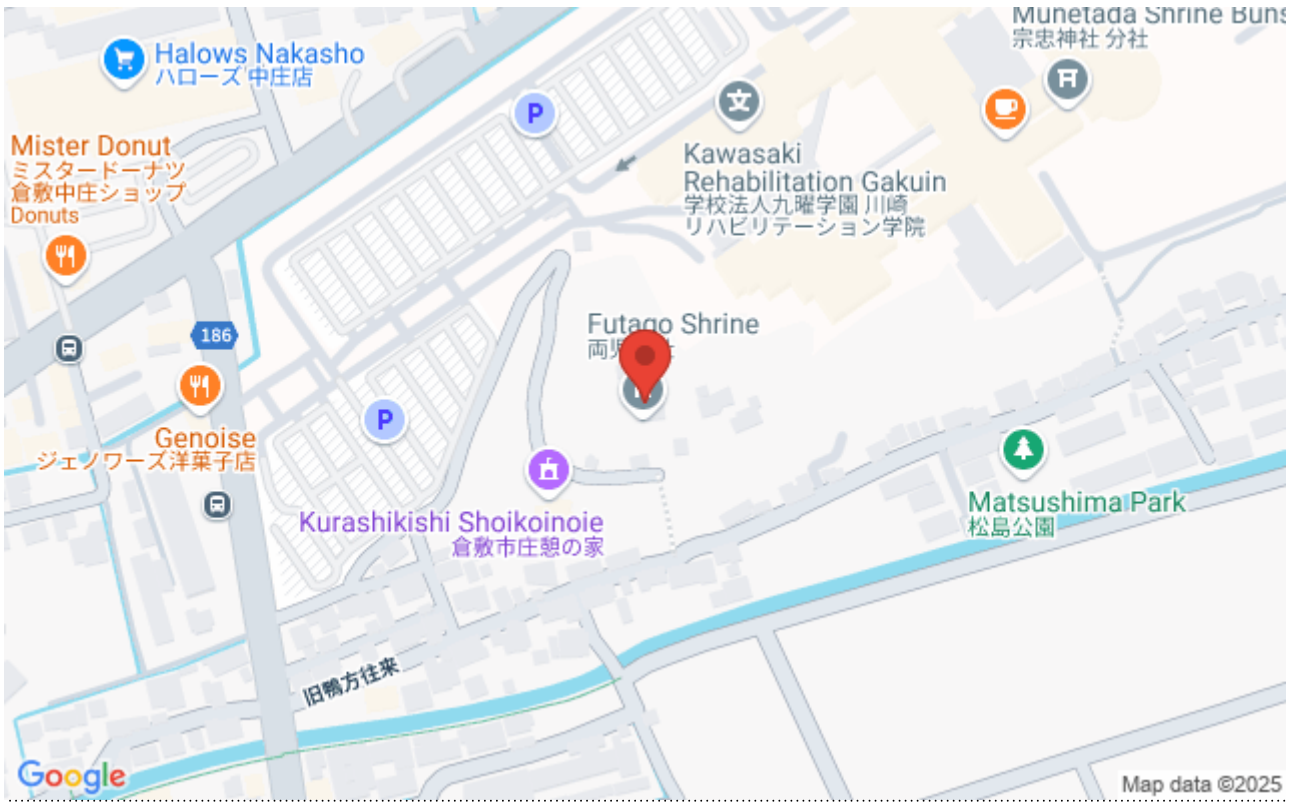 Munetada Shrine Buns
宗忠神社 分社
Halows Nakasho
ハローズ 中庄店
P
文
Mister Donut
ミスタードーナツ
倉敷中庄ショップ
Donuts
Kawasaki
Rehabilitation Gakuin
学校法人九曜学園 川崎
リハビリテーション学院
Futago Shrine
両児
186
P
Genoise
ジェノワーズ洋菓子店
Kurashikishi Shoikoinoie
倉敷市庄憩の家
Matsushima Park
松島公園
旧鴨方往来
Google
Map data ©2025